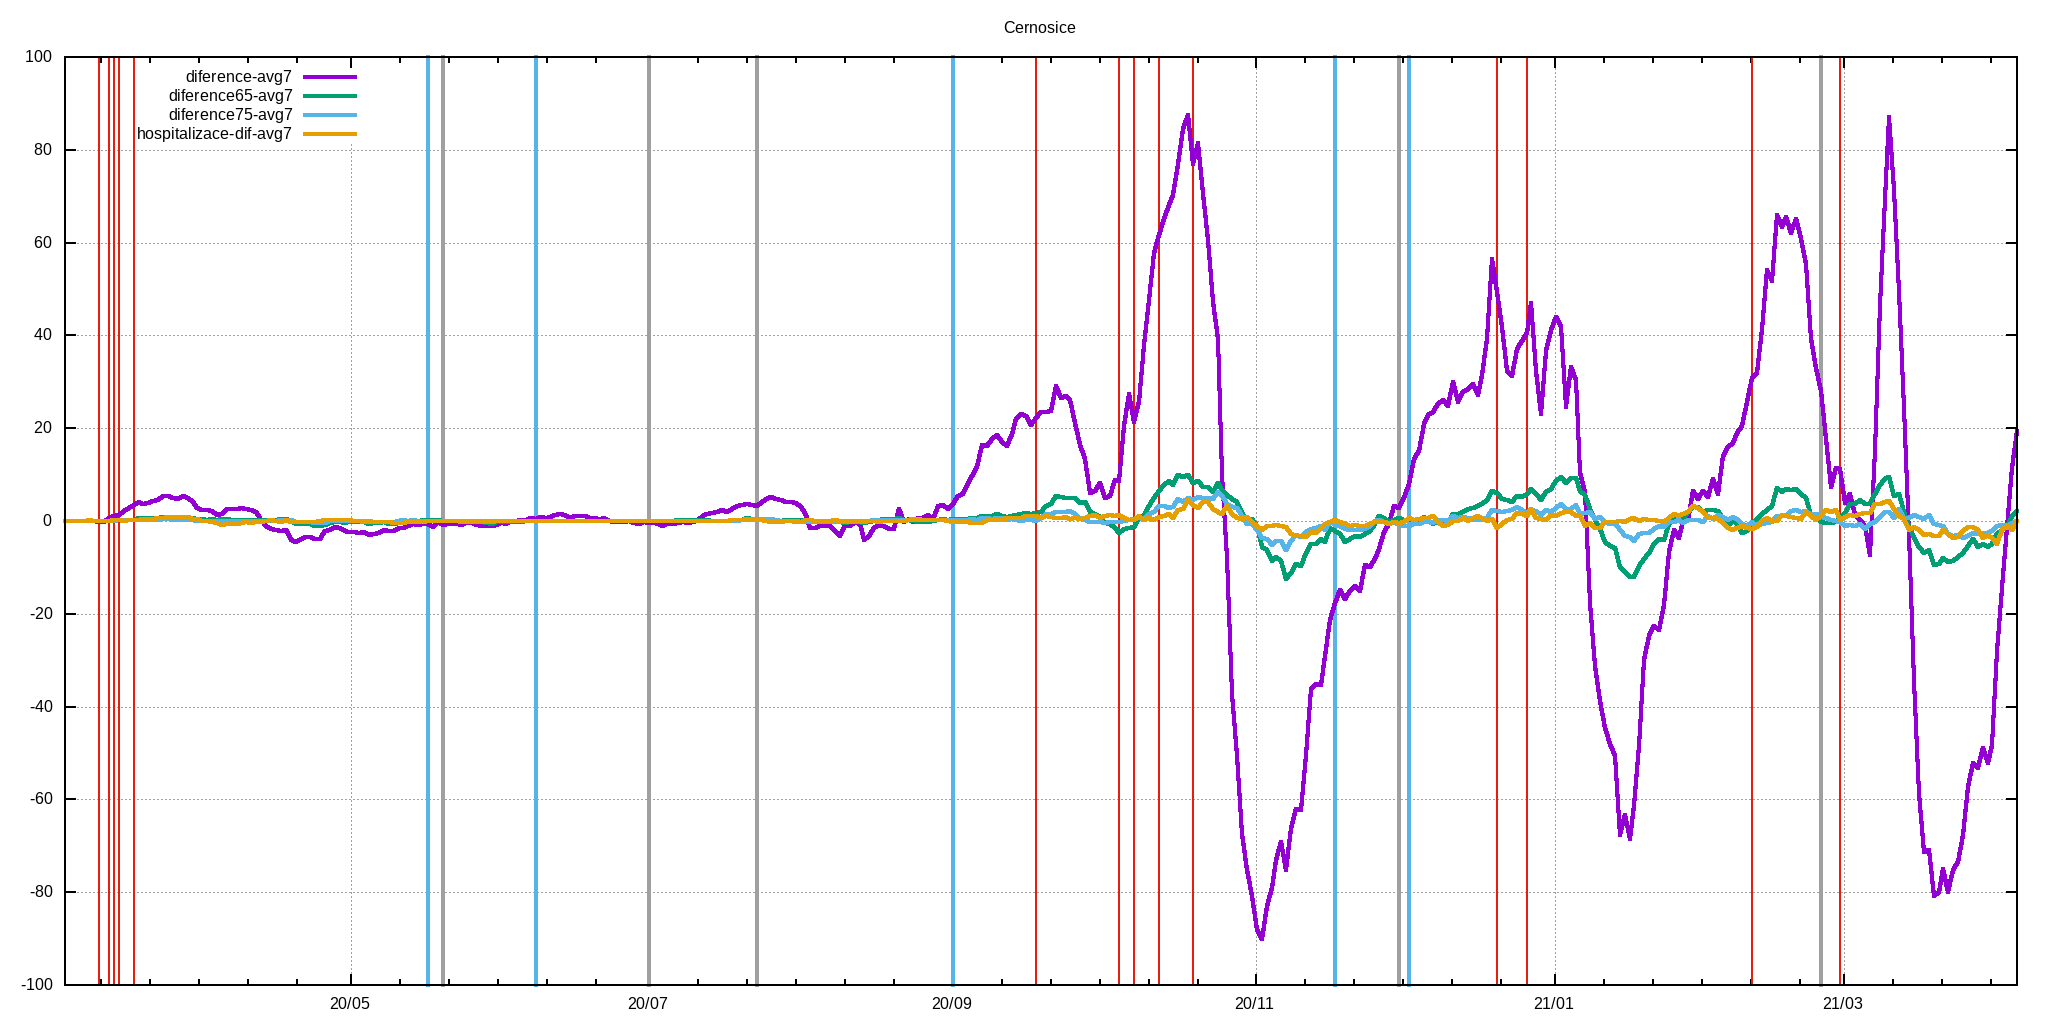 Cernosice
diference-avg7
diference65-avg7
diference75-avg7
hospitalizace-dif-avg7
100
80
60
40
20
0
-20
-40
-60
-80
-100
20/05 20/07 20/09 20/11 21/01 21/03